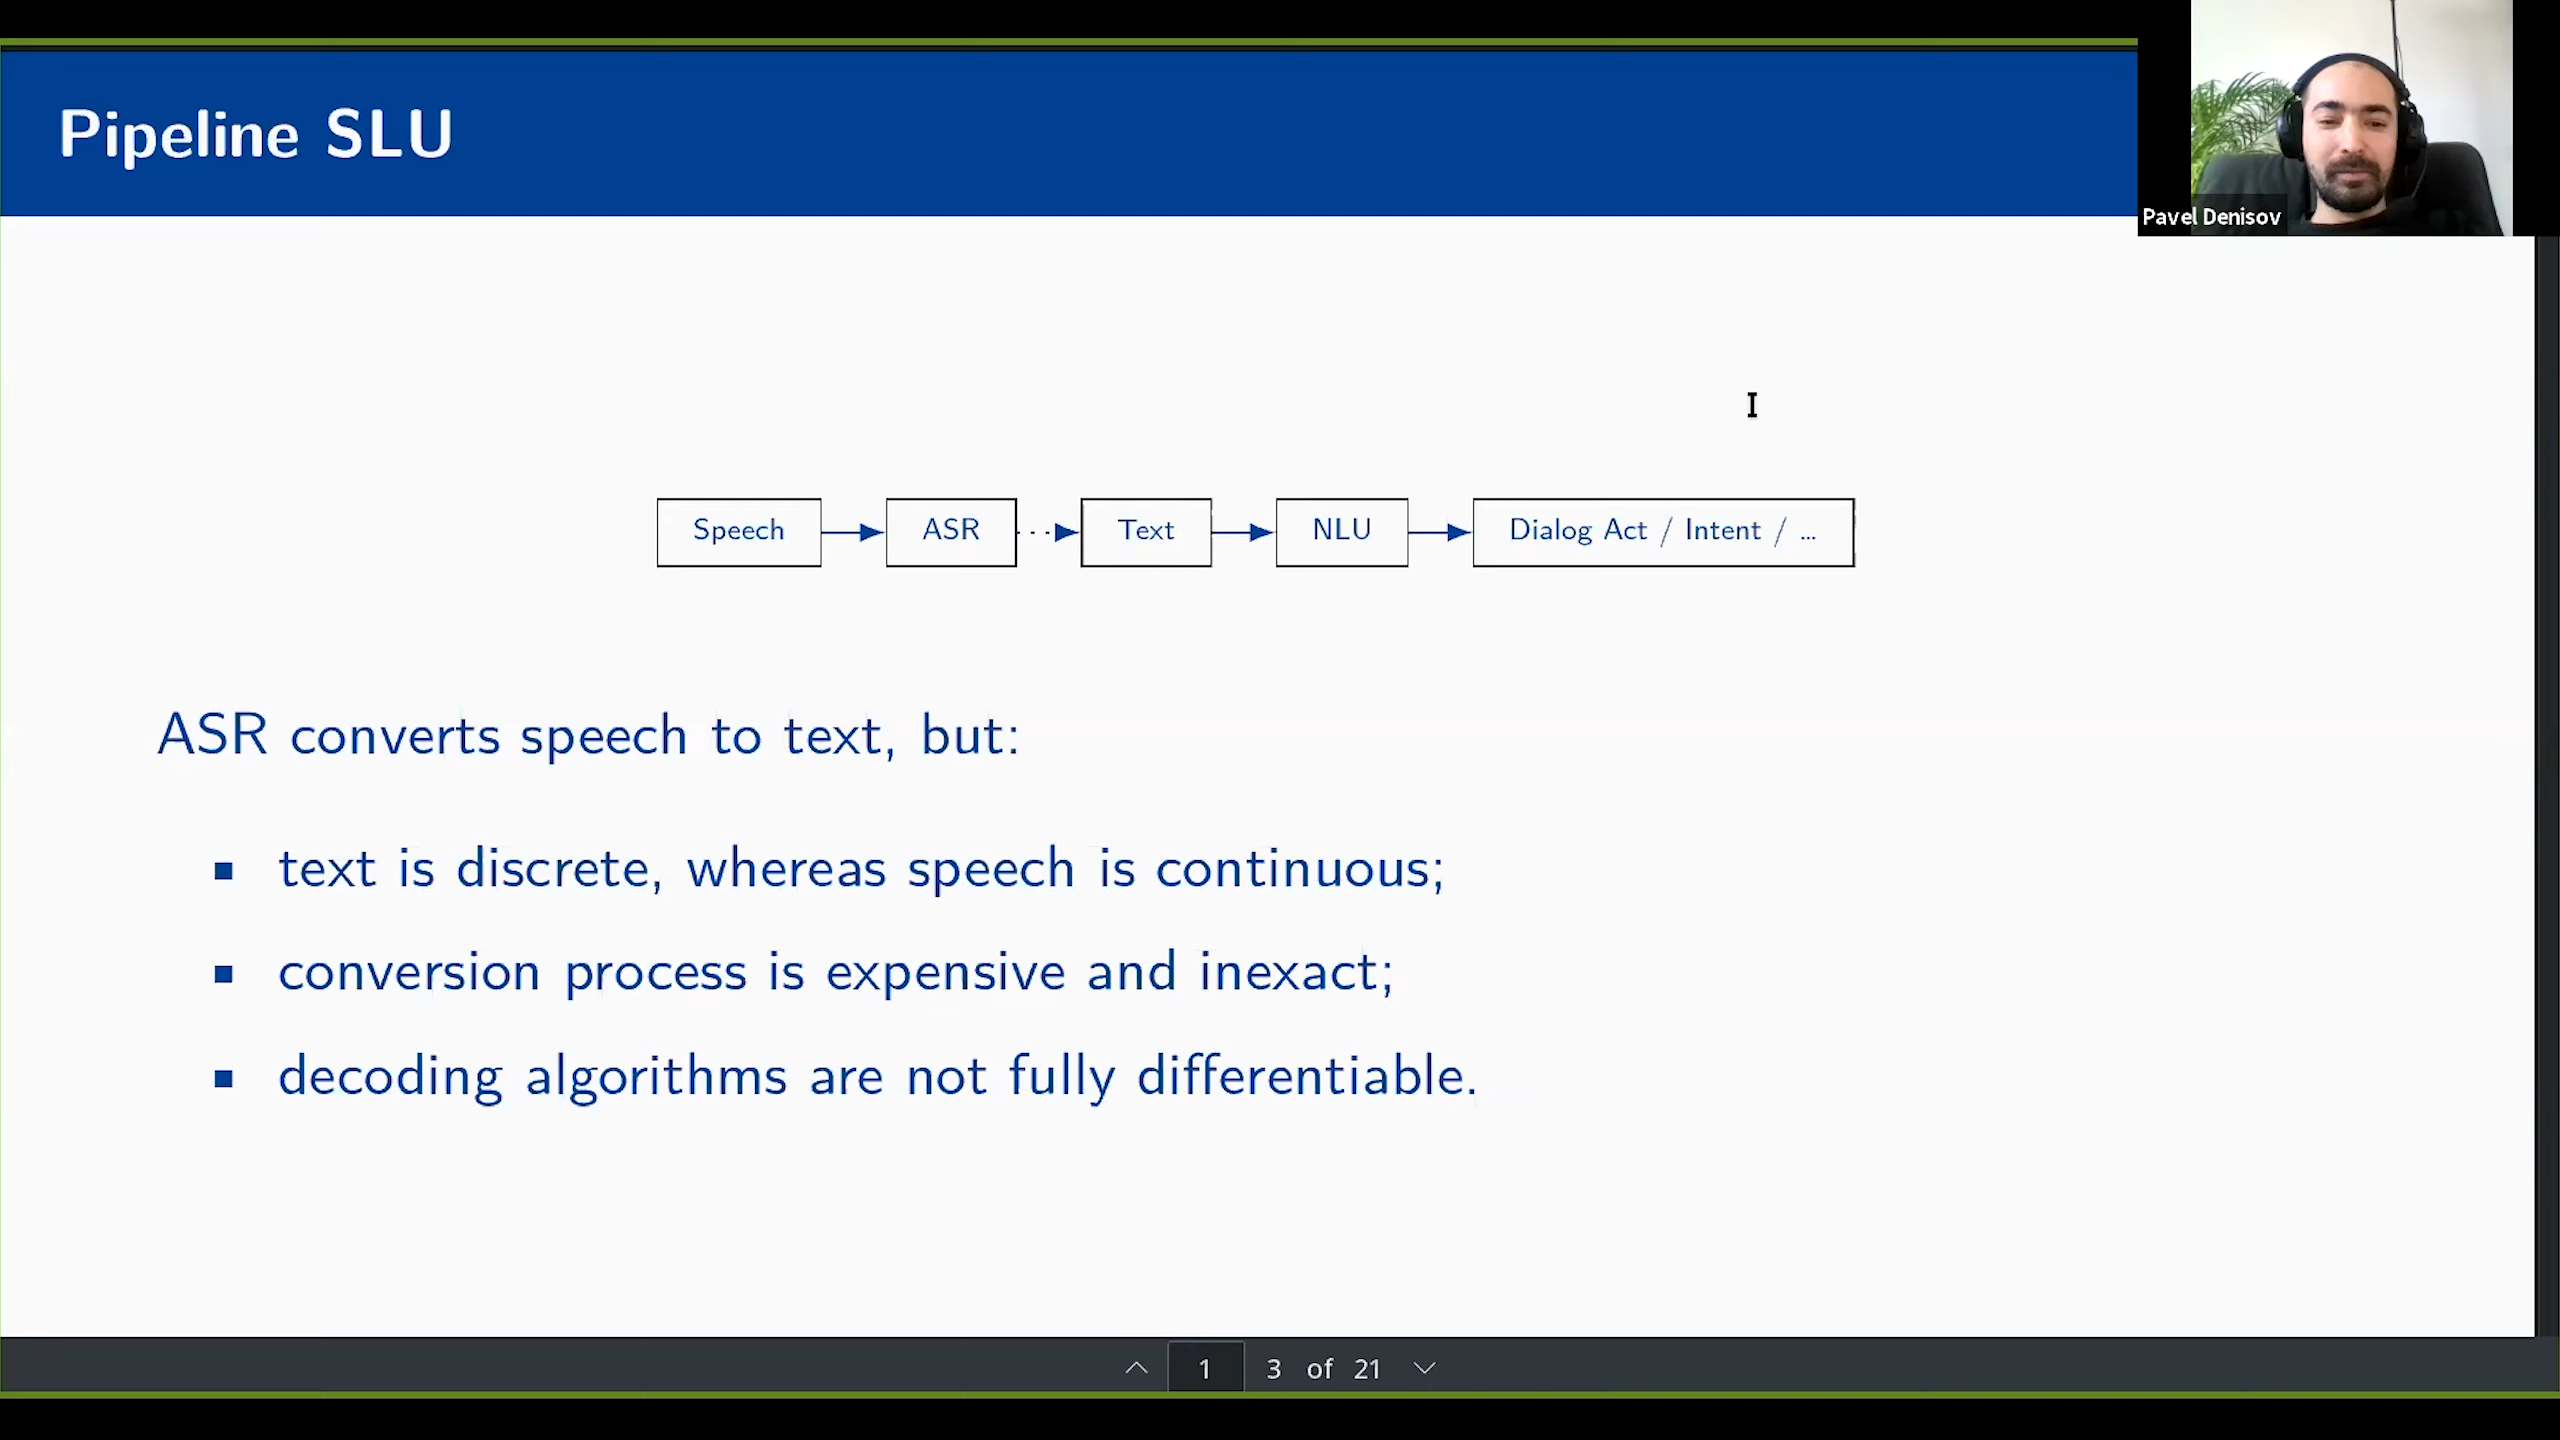 Pipeline SLU
Pavel Denisov
Speech ASR Text NLU Dialog Act / Intent / ...
ASR converts speech to text, but:
text is discrete, whereas speech is continuous;
conversion process is expensive and inexact;
decoding algorithms are not fully differentiable.
1 3 of 21